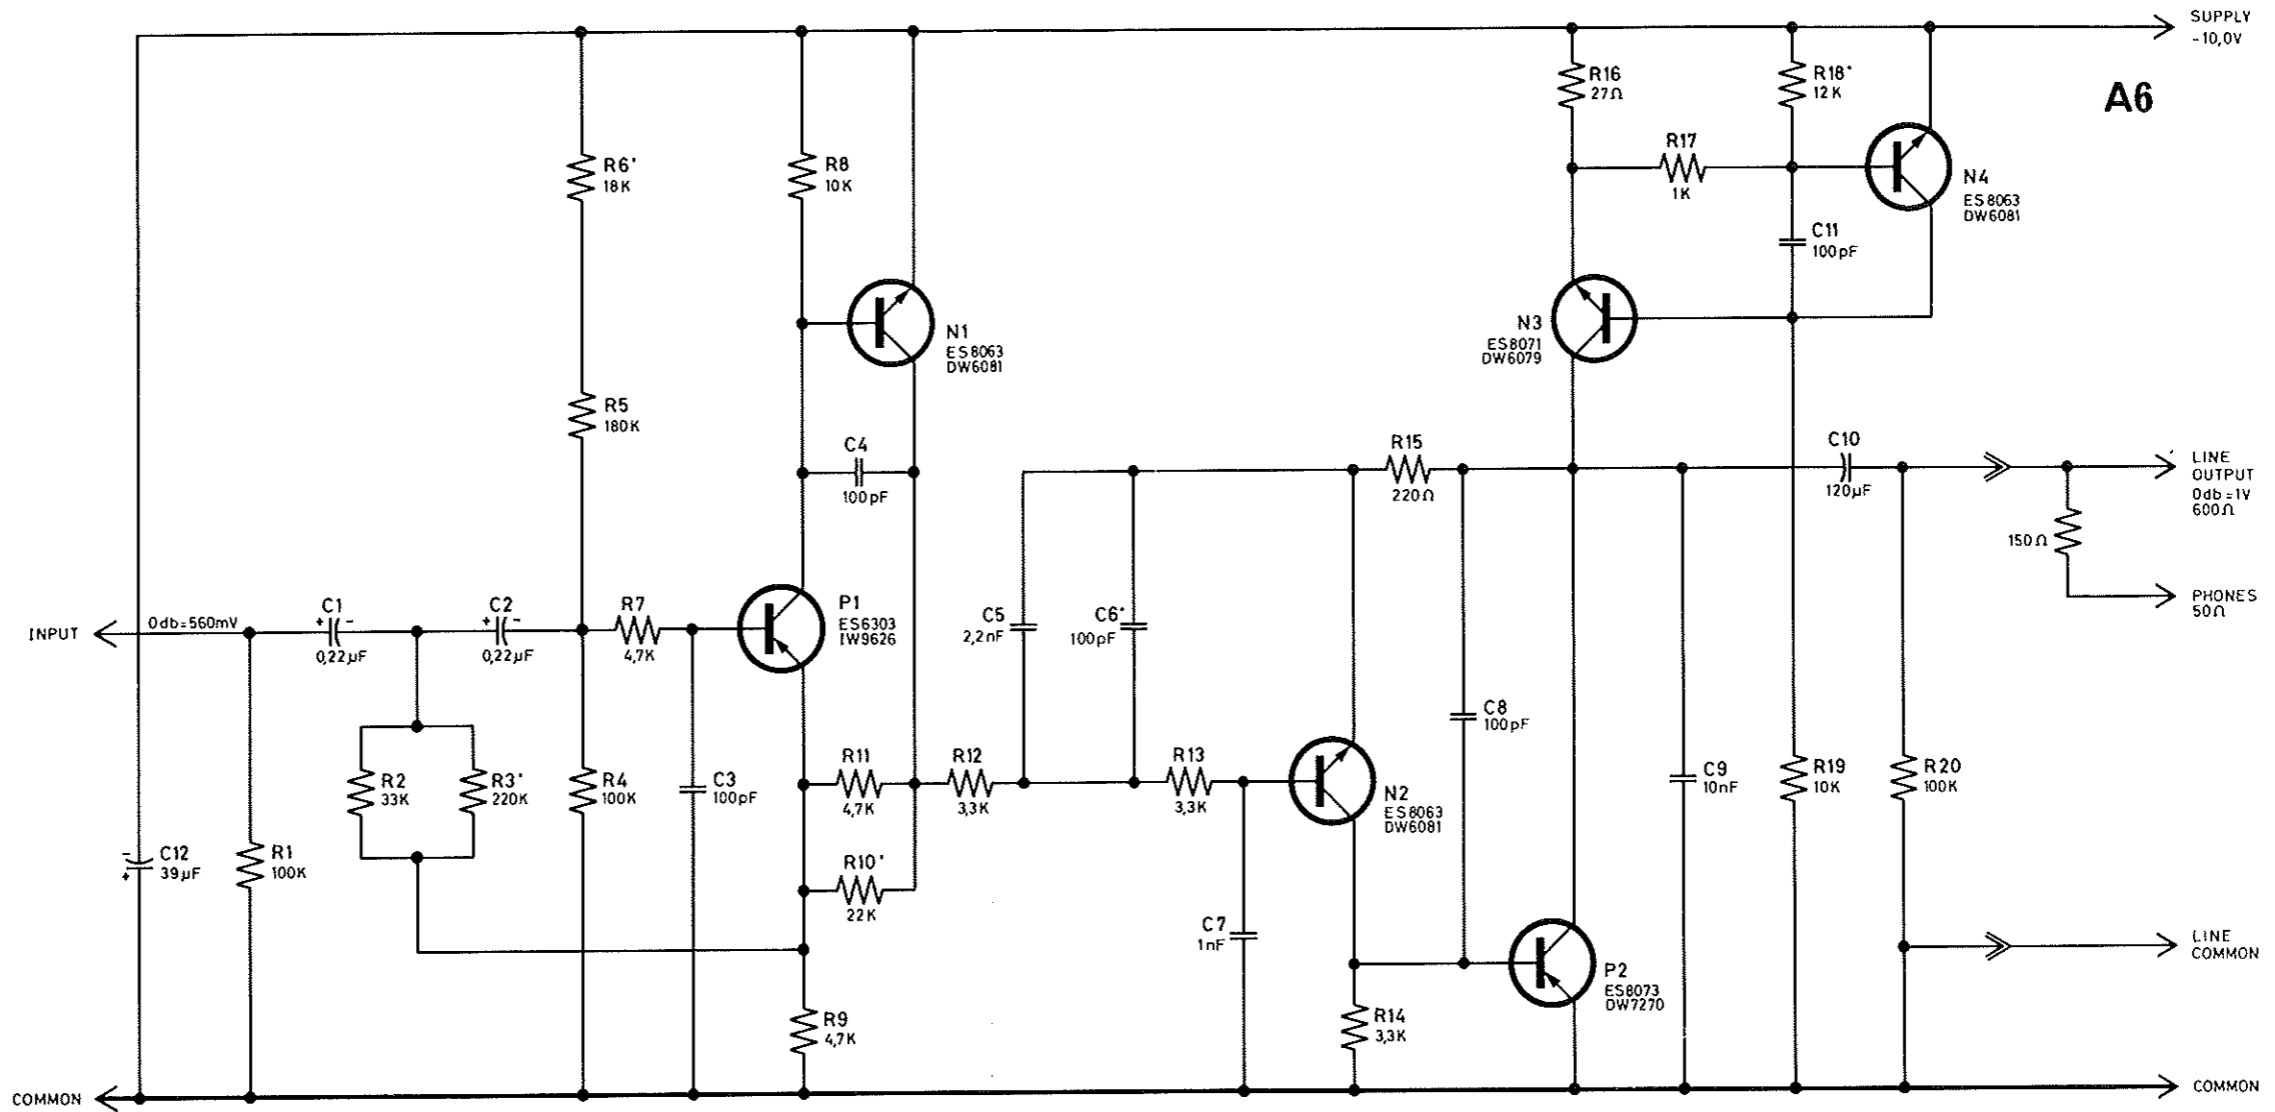 SUPPLY
-10,0V
A6
R16
27Ω
R18*
12K
R17
1K
N4
ES8063
DW6081
R6*
18K
R8
10K
C11
100pF
N1
ES8063
DW6081
N3
ES8071
DW6079
R5
180K
C4
100pF
R15
220Ω
C10
120µF
LINE
OUTPUT
0db=1V
600Ω
150Ω
PHONES
50Ω
INPUT
0db=560mV
C1
+ -
0,22µF
C2
+ -
0,22µF
R7
4,7K
P1
ES6303
IW9626
C5
2,2nF
C6*
100pF
C8
100pF
R2
33K
R3*
220K
R4
100K
C3
100pF
R11
4,7K
R12
3,3K
R13
3,3K
N2
ES8063
DW6081
C9
10nF
R19
10K
R20
100K
-
+
C12
39µF
R1
100K
R10*
22K
C7
1nF
P2
ES8073
DW7270
LINE
COMMON
R9
4,7K
R14
3,3K
COMMON
COMMON